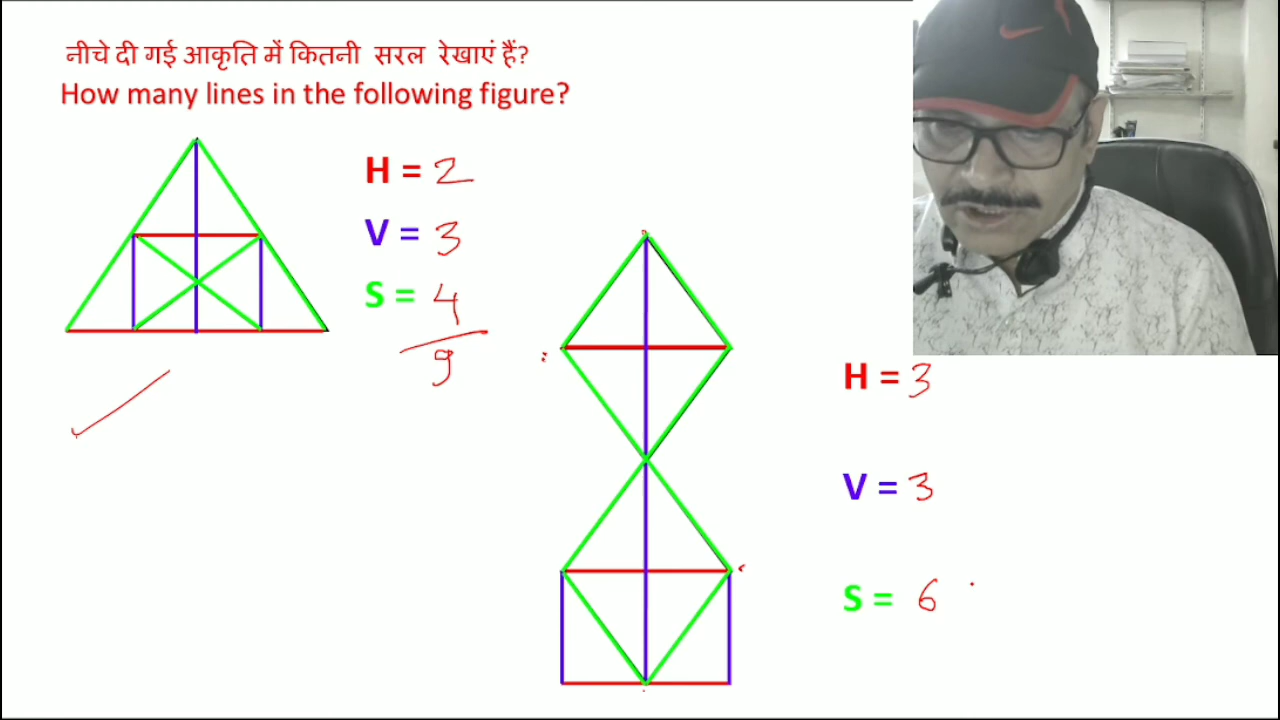 नीचे दी गई आकृति में कितनी सरल रेखाएं हैं?
How many lines in the following figure?
H = 2
V = 3
S = 4
9
H = 3
V = 3
S = 6